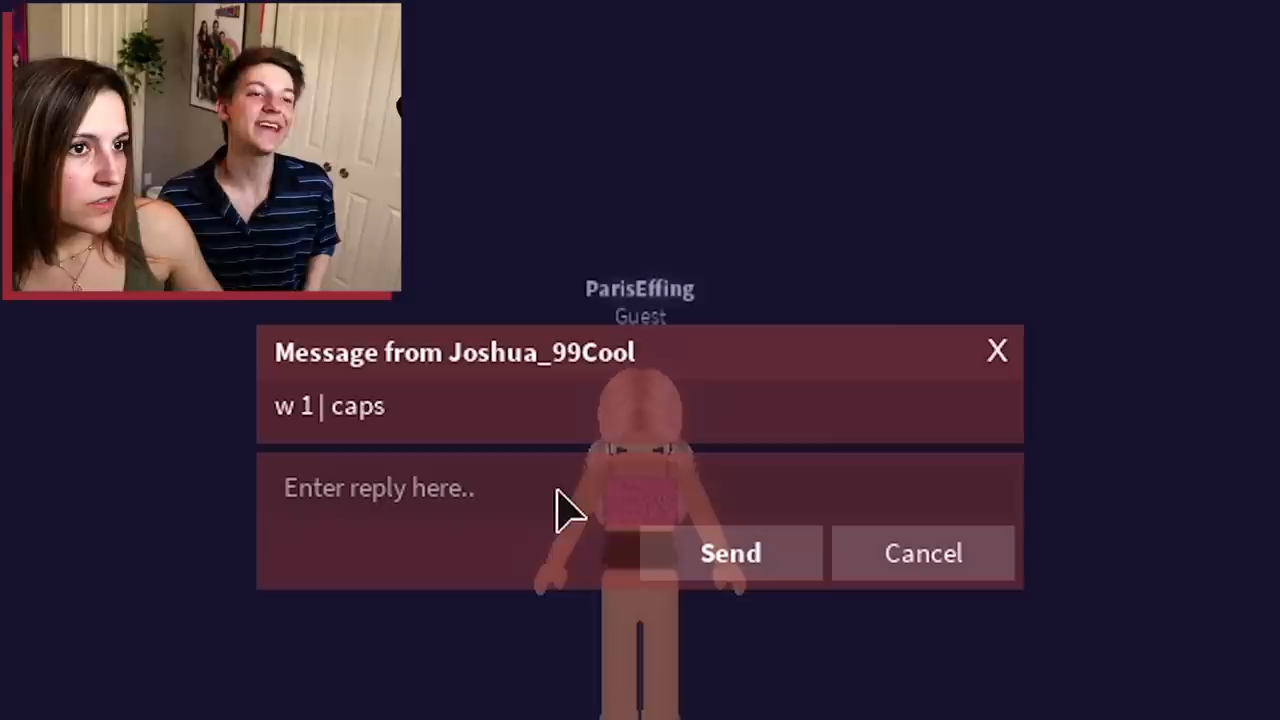 ParisEffing
Guest
Message from Joshua_99Cool
X
w 1 | caps
Enter reply here..
Send
Cancel